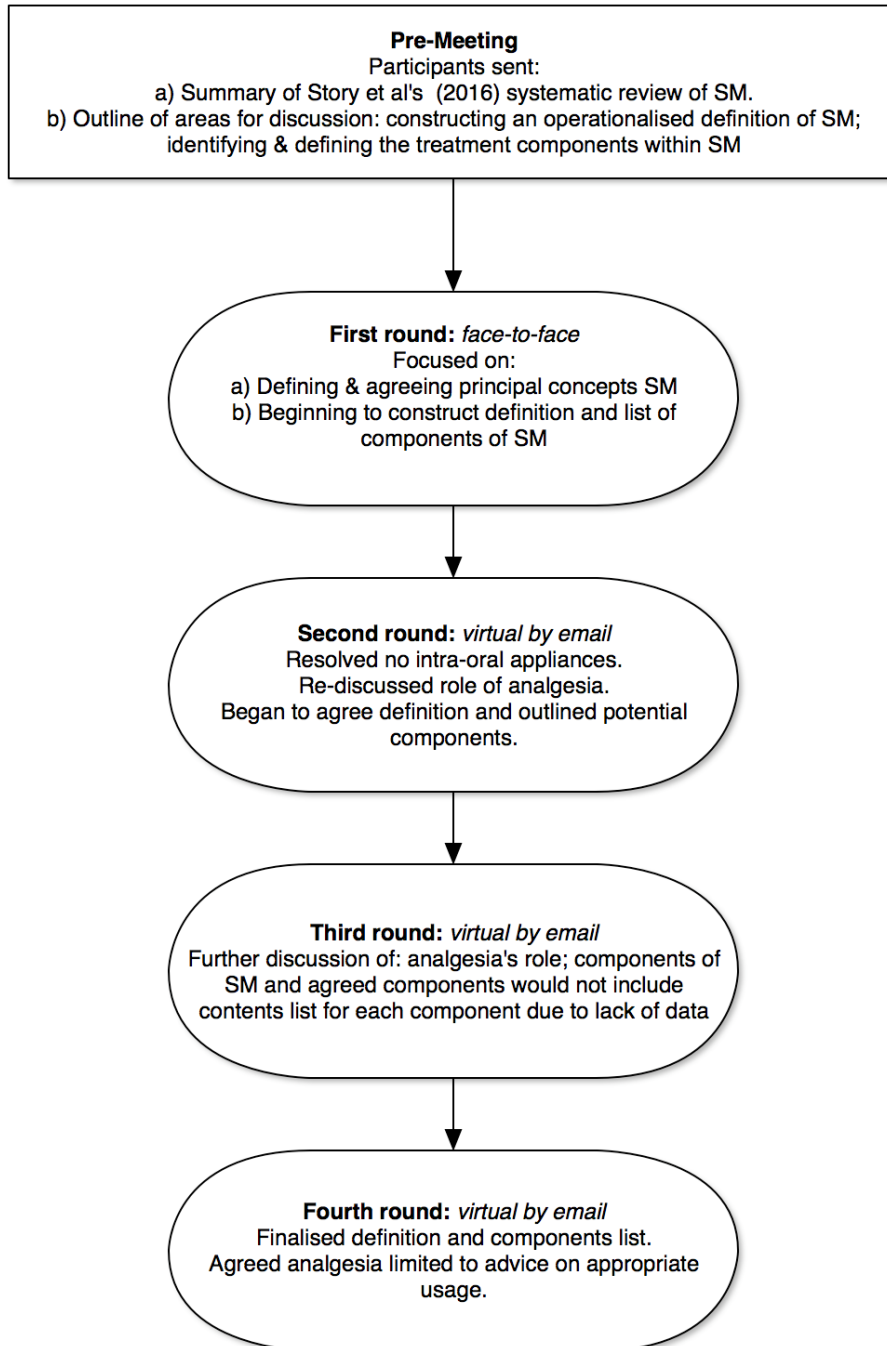 Pre-Meeting
Participants sent:
a) Summary of Story et al's  (2016) systematic review of SM.
b) Outline of areas for discussion: constructing an operationalised definition of SM;
identifying & defining the treatment components within SM
First round: face-to-face
Focused on:
a) Defining & agreeing principal concepts SM
b) Beginning to construct definition and list of
components of SM
Second round: virtual by email
Resolved no intra-oral appliances.
Re-discussed role of analgesia.
Began to agree definition and outlined potential
components.
Third round: virtual by email
Further discussion of: analgesia's role; components of
SM and agreed components would not include
contents list for each component due to lack of data
Fourth round: virtual by email
Finalised definition and components list.
Agreed analgesia limited to advice on appropriate
usage.